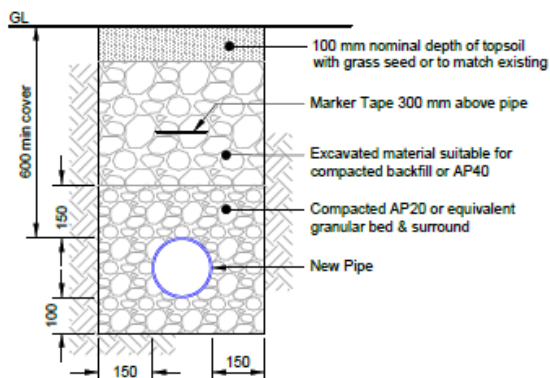 GL
100 mm nominal depth of topsoil
with grass seed or to match existing
Marker Tape 300 mm above pipe
600 min cover
Excavated material suitable for
compacted backfill or AP40
150
Compacted AP20 or equivalent
granular bed & surround
New Pipe
100
150
150